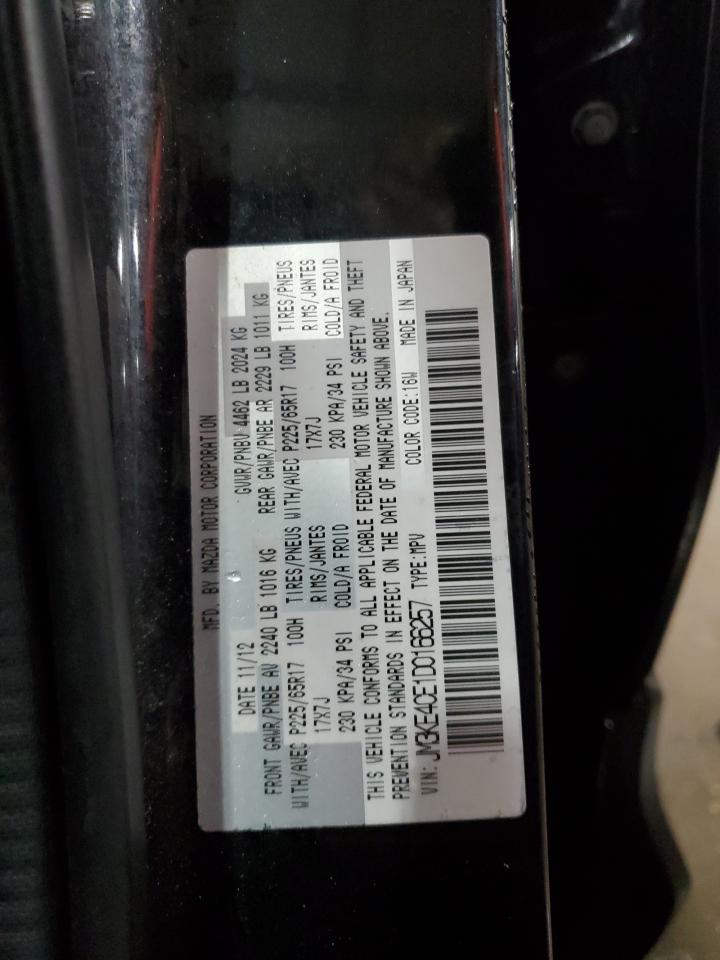 MFD. BY MAZDA MOTOR CORPORATION
DATE 11/12 GVWR/PNBV 4462 LB 2024 KG
FRONT GAWR/PNBE AV 2240 LB 1016 KG REAR GAWR/PNBE AR 2229 LB 1011 KG
WITH/AVEC P225/65R17 100H TIRES/PNEUS WITH/AVEC P225/65R17 100H TIRES/PNEUS
17X7J RIMS/JANTES 17X7J RIMS/JANTES
230 KPA/34 PSI COLD/A FROID 230 KPA/34 PSI COLD/A FROID
THIS VEHICLE CONFORMS TO ALL APPLICABLE FEDERAL MOTOR VEHICLE SAFETY AND THEFT
PREVENTION STANDARDS IN EFFECT ON THE DATE OF MANUFACTURE SHOWN ABOVE.
VIN: JM3KE4CE1D0166257 TYPE:MPV COLOR CODE:16W MADE IN JAPAN